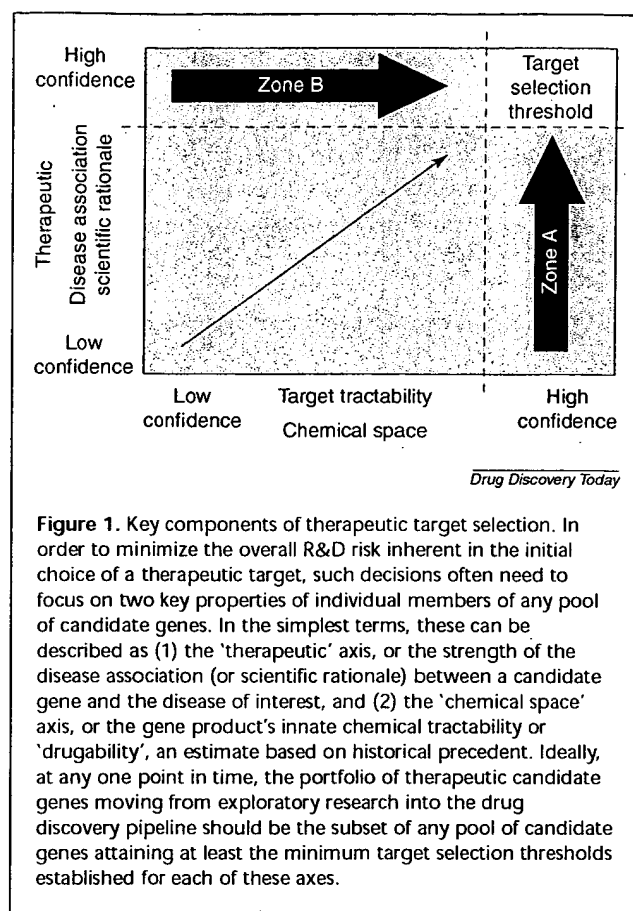 High
confidence
Zone B
Target
selection
threshold
Therapeutic
Disease association
scientific rationale
Zone A
Low
confidence
Low
confidence
Target tractability
Chemical space
High
confidence
Drug Discovery Today
Figure 1. Key components of therapeutic target selection. In
order to minimize the overall R&D risk inherent in the initial
choice of a therapeutic target, such decisions often need to
focus on two key properties of individual members of any pool
of candidate genes. In the simplest terms, these can be
described as (1) the 'therapeutic' axis, or the strength of the
disease association (or scientific rationale) between a candidate
gene and the disease of interest, and (2) the 'chemical space'
axis, or the gene product's innate chemical tractability or
'drugability', an estimate based on historical precedent. Ideally,
at any one point in time, the portfolio of therapeutic candidate
genes moving from exploratory research into the drug
discovery pipeline should be the subset of any pool of candidate
genes attaining at least the minimum target selection thresholds
established for each of these axes.